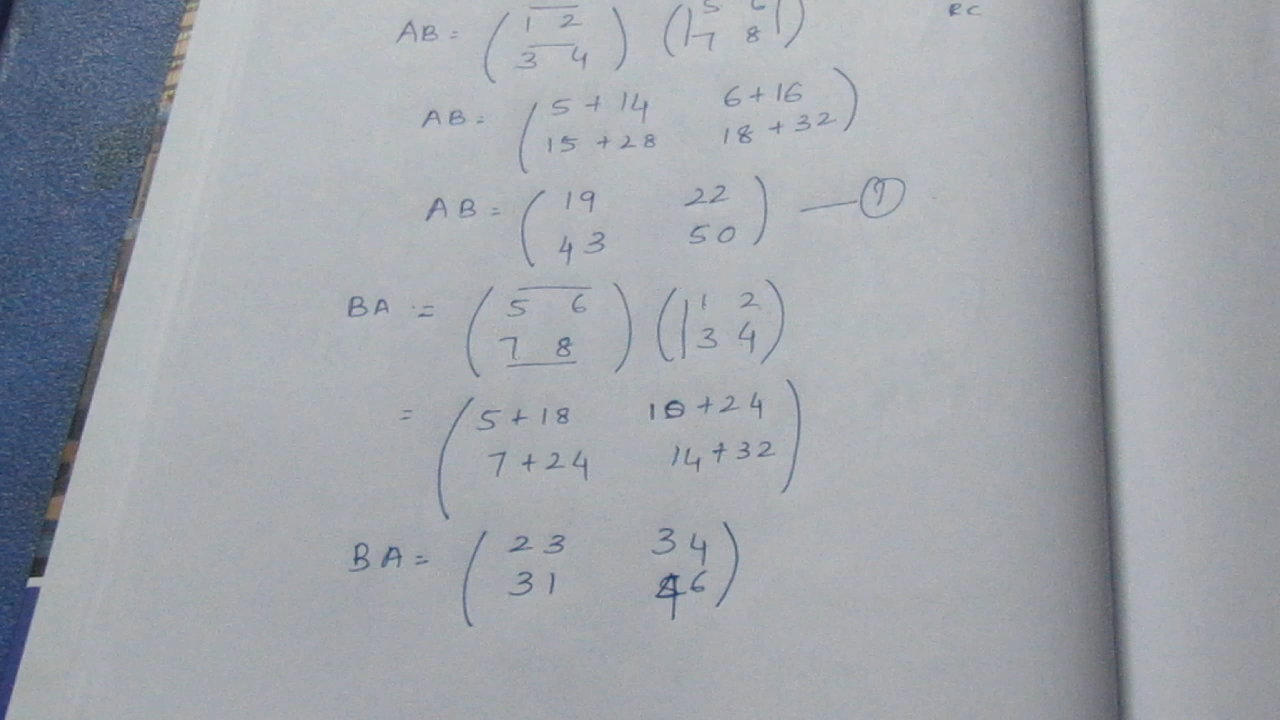 RC
AB = ( 1 2 ) ( 5 6 )
3 4 7 8
AB = ( 5 + 14 6 + 16 )
15 + 28 18 + 32
AB = ( 19 22 ) — ①
43 50
BA = ( 5 6 ) ( 1 2 )
7 8 3 4
= ( 5 + 18 10 + 24 )
7 + 24 14 + 32
BA = ( 23 34 )
31 46